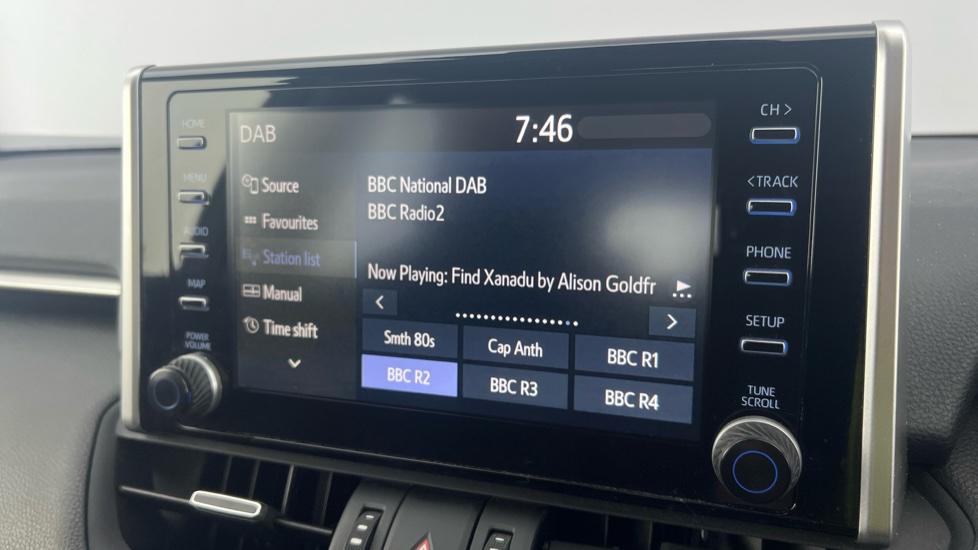 HOME
MENU
AUDIO
MAP
POWER
VOLUME
DAB
7:46
Source
Favourites
Station list
Manual
Time shift
BBC National DAB
BBC Radio2
Now Playing: Find Xanadu by Alison Goldfr
Smth 80s
Cap Anth
BBC R1
BBC R2
BBC R3
BBC R4
CH >
< TRACK
PHONE
SETUP
TUNE
SCROLL